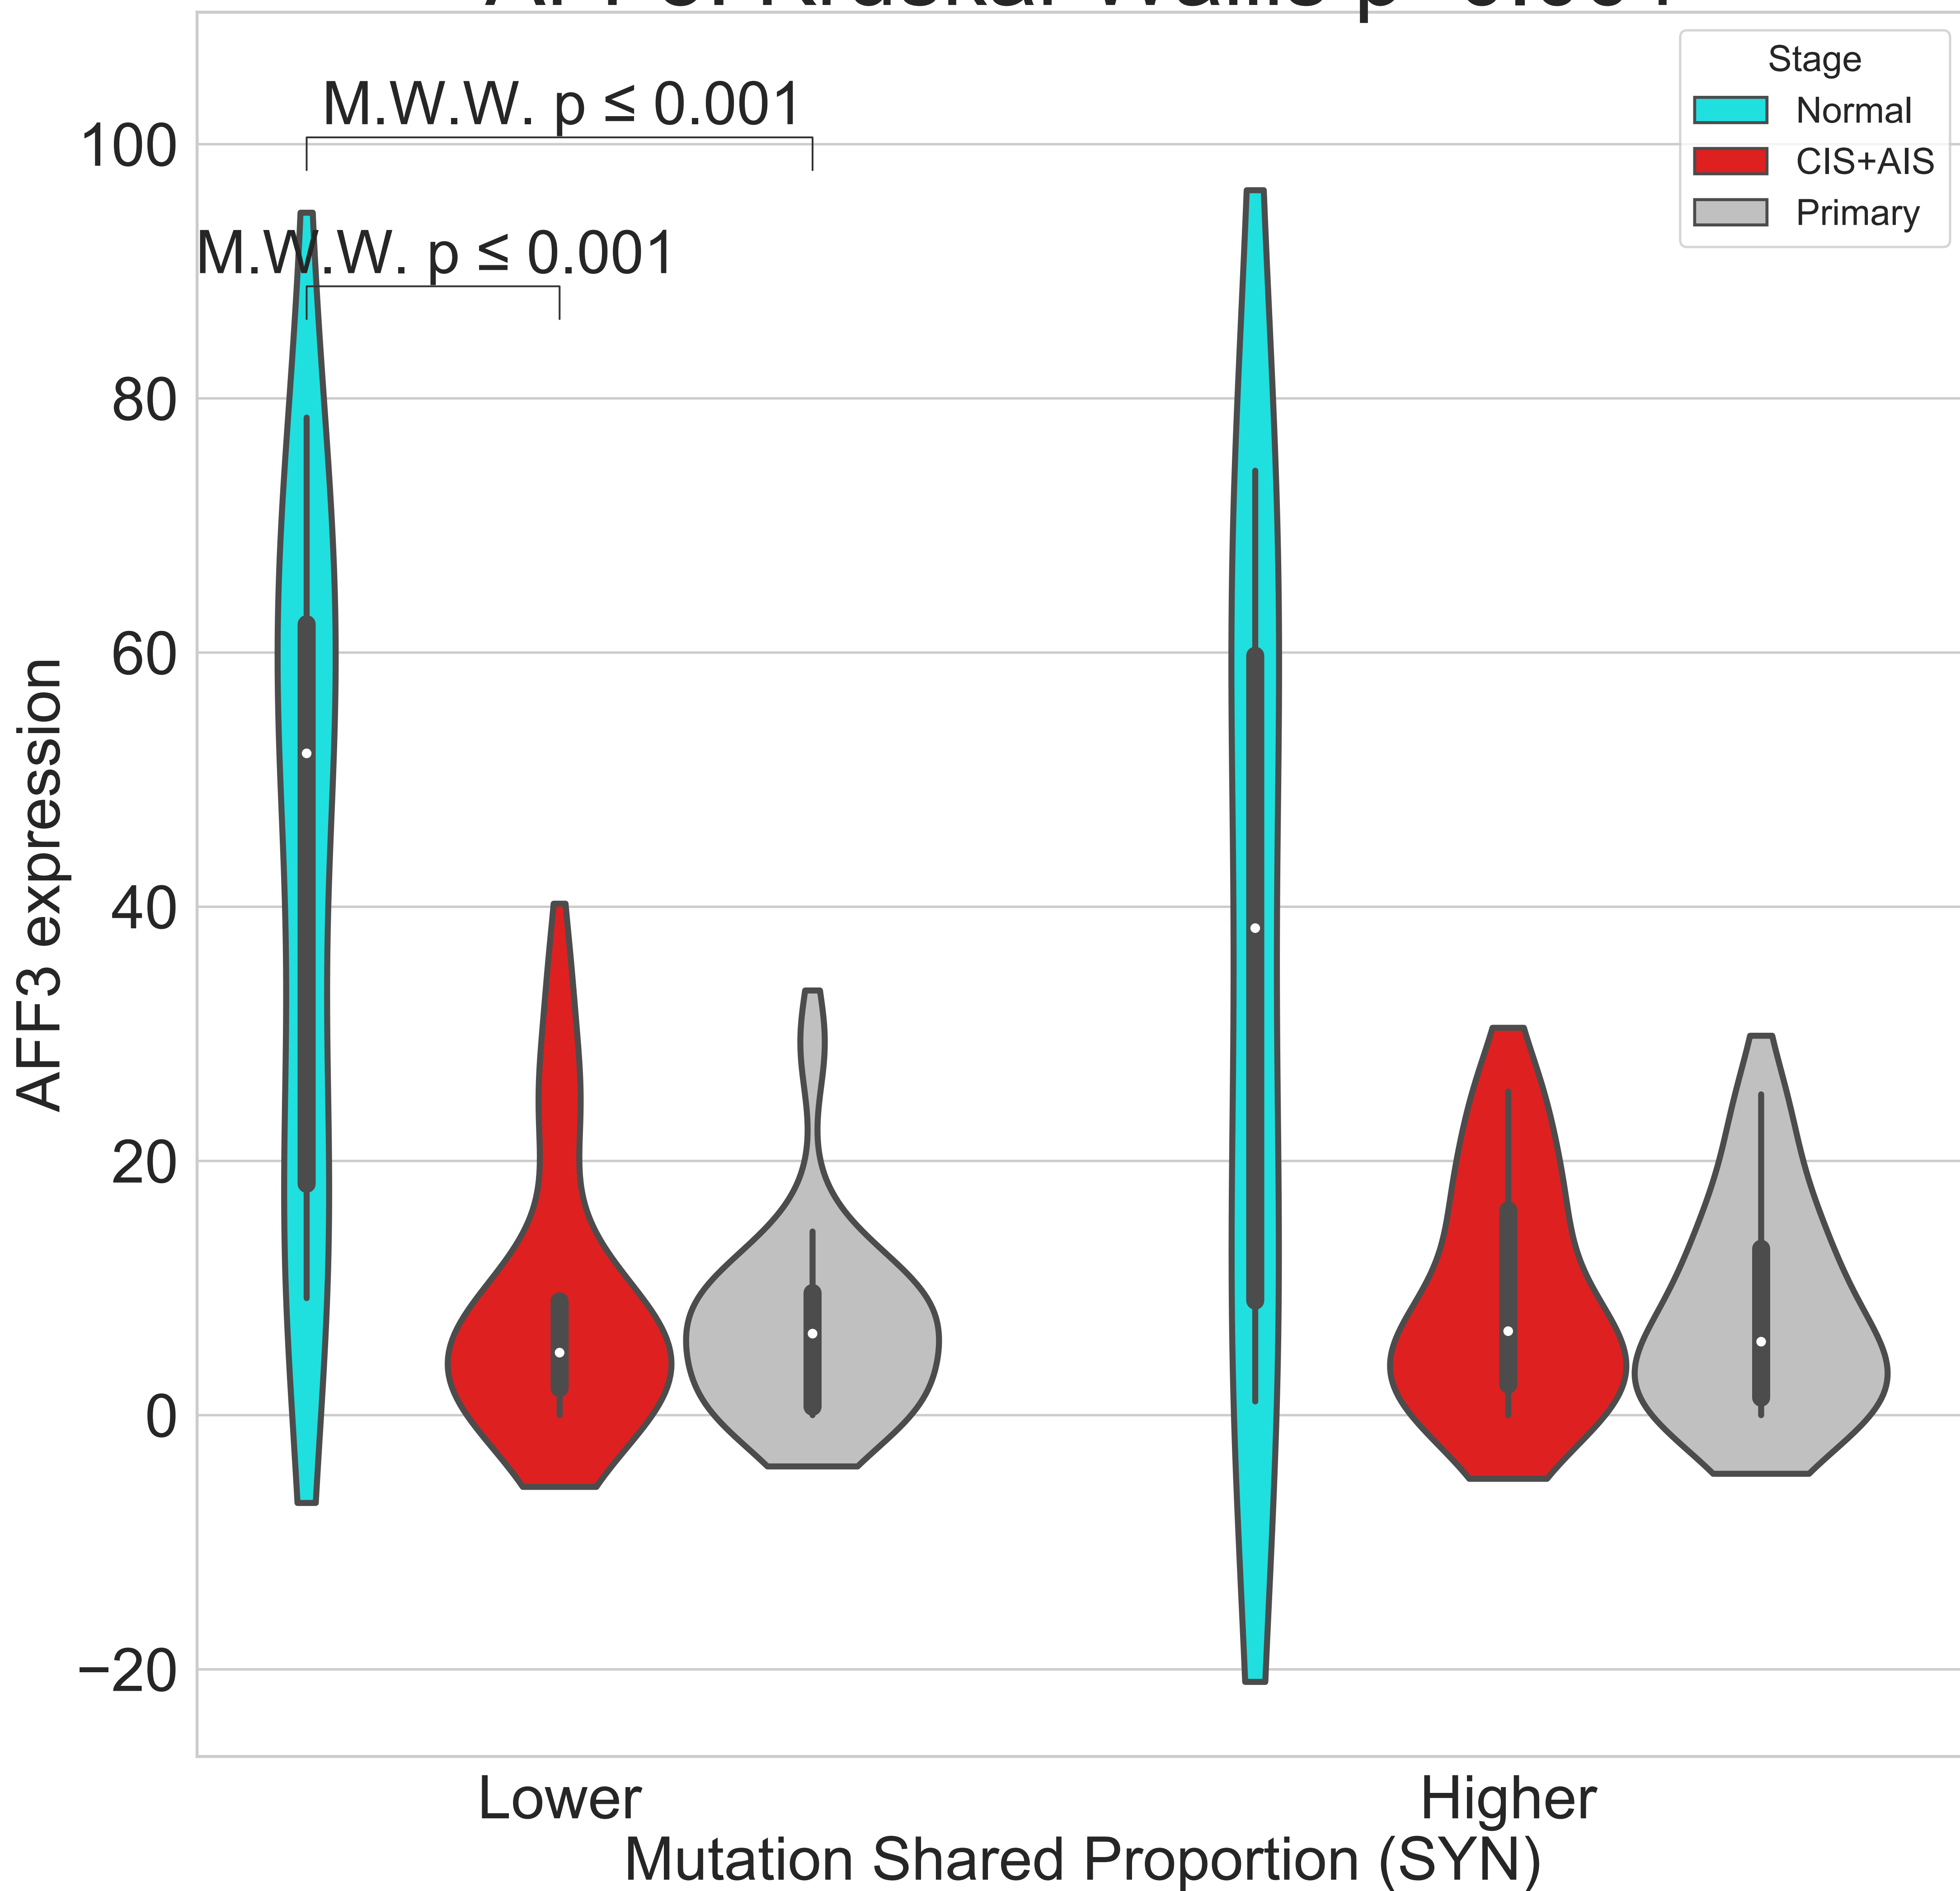 M.W.W. p ≤ 0.001
M.W.W. p ≤ 0.001
Stage
Normal
CIS+AIS
Primary
100
80
60
40
20
0
−20
AFF3 expression
Lower
Higher
Mutation Shared Proportion (SYN)